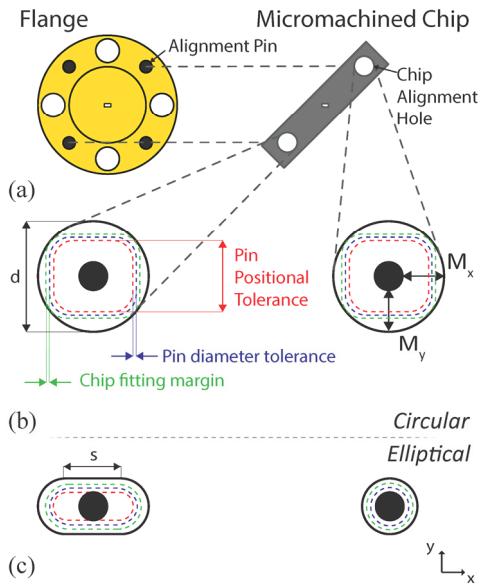 Flange
Micromachined Chip
Alignment Pin
Chip
Alignment
Hole
(a)
d
Pin
Positional
Tolerance
Mx
My
Pin diameter tolerance
Chip fitting margin
(b)
Circular
Elliptical
s
(c)
y
x